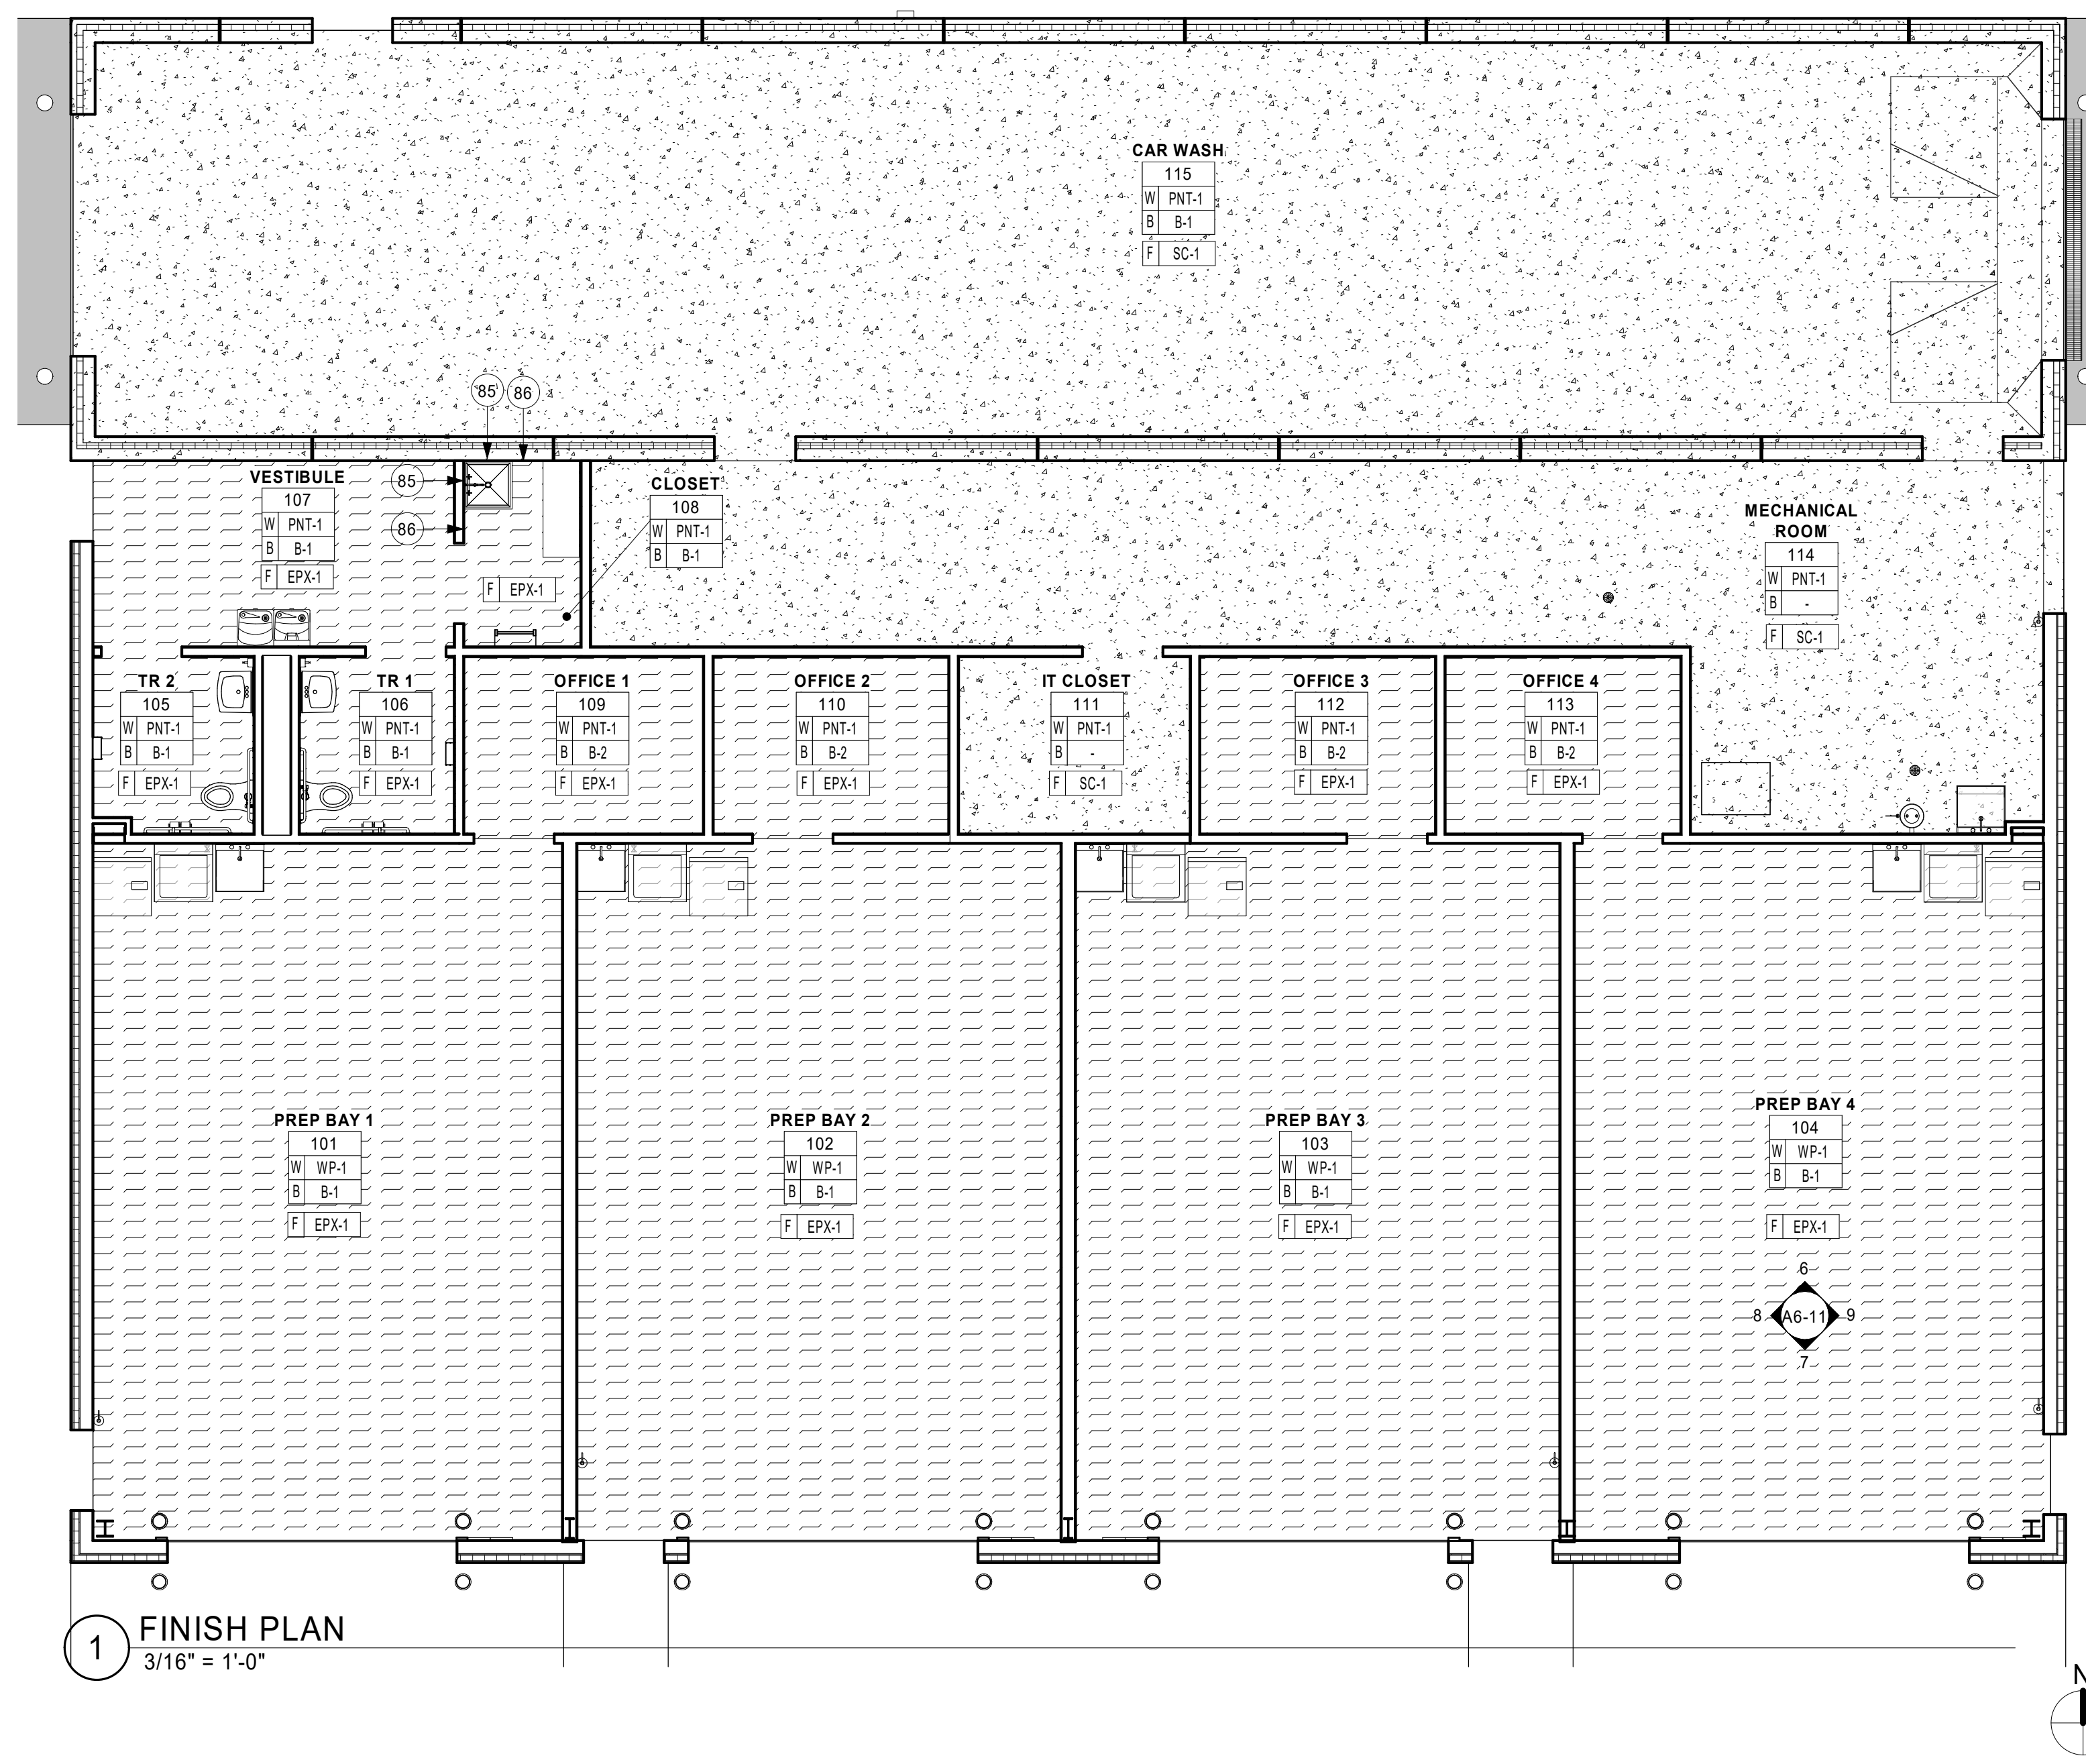 CAR WASH
115
W PNT-1
B B-1
F SC-1
85 86
VESTIBULE
107
W PNT-1
B B-1
F EPX-1
85
86
F EPX-1
CLOSET
108
W PNT-1
B B-1
MECHANICAL
ROOM
114
W PNT-1
B -
F SC-1
TR 2
105
W PNT-1
B B-1
F EPX-1
TR 1
106
W PNT-1
B B-1
F EPX-1
OFFICE 1
109
W PNT-1
B B-2
F EPX-1
OFFICE 2
110
W PNT-1
B B-2
F EPX-1
IT CLOSET
111
W PNT-1
B -
F SC-1
OFFICE 3
112
W PNT-1
B B-2
F EPX-1
OFFICE 4
113
W PNT-1
B B-2
F EPX-1
PREP BAY 1
101
W WP-1
B B-1
F EPX-1
PREP BAY 2
102
W WP-1
B B-1
F EPX-1
PREP BAY 3
103
W WP-1
B B-1
F EPX-1
PREP BAY 4
104
W WP-1
B B-1
F EPX-1
6
8 A6-11 9
7
1 FINISH PLAN
3/16" = 1'-0"
N